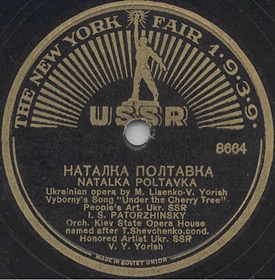 THE NEW YORK FAIR 1.9.3.9.
USSR
8664
НАТАЛКА ПОЛТАВКА
NATALKA POLTAVKA
Ukrainian opera by M. Lisenko-V. Yorish
Vyborny's Song "Under the Cherry Tree"
People's Art. Ukr. SSR
I. S. PATORZHINSKY
Orch. Kiev State Opera House
named after T.Shevchenko.cond.
Honored Artist Ukr. SSR
V. Y. Yorish
MADE IN SOVIET UNION